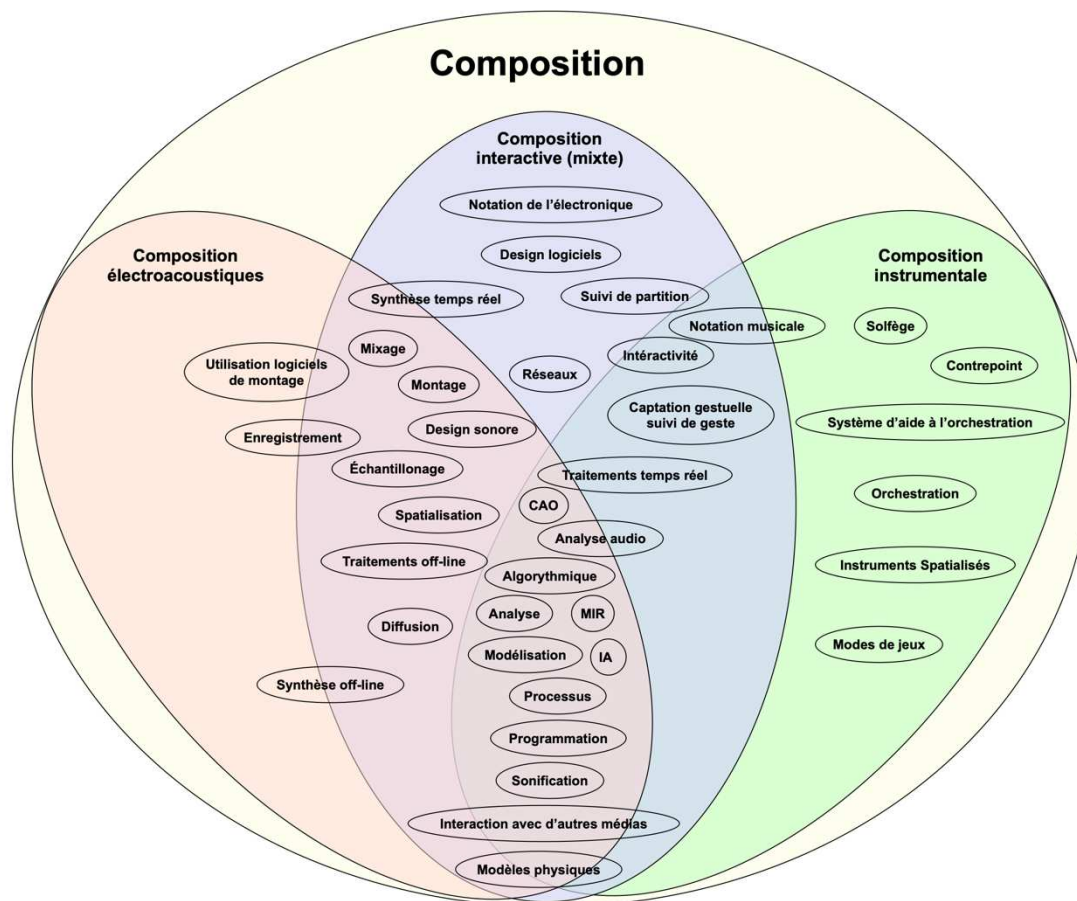 Composition
Composition
interactive (mixte)
Notation de l'électronique
Design logiciels
Composition
électroacoustiques
Composition
instrumentale
Synthèse temps réel
Suivi de partition
Notation musicale
Solfège
Mixage
Intéractivité
Utilisation logiciels
de montage
Réseaux
Contrepoint
Montage
Captation gestuelle
suivi de geste
Système d'aide à l'orchestration
Design sonore
Enregistrement
Échantillonage
Traitements temps réel
Orchestration
CAO
Spatialisation
Analyse audio
Traitements off-line
Instruments Spatialisés
Algorythmique
Analyse
MIR
Diffusion
Modes de jeux
Modélisation
IA
Synthèse off-line
Processus
Programmation
Sonification
Interaction avec d'autres médias
Modèles physiques